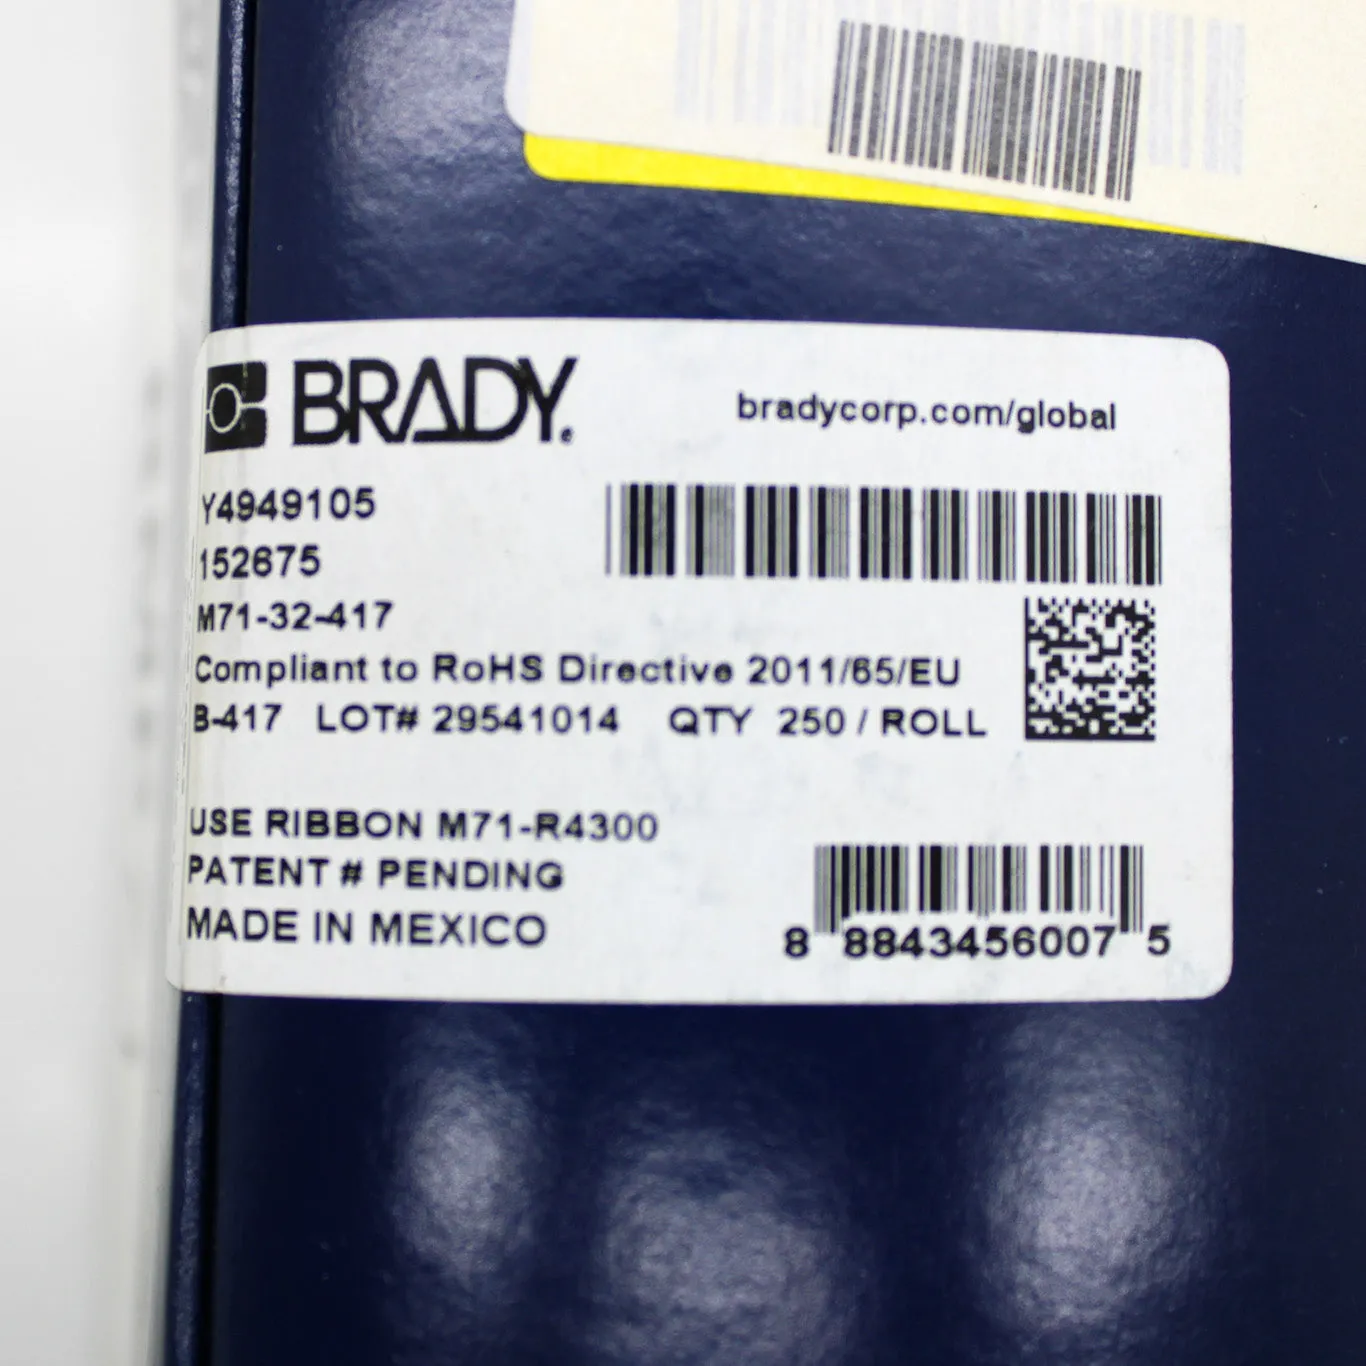 BRADY
bradycorp.com/global
Y4949105
152675
M71-32-417
Compliant to RoHS Directive 2011/65/EU
B-417 LOT# 29541014 QTY 250 / ROLL
USE RIBBON M71-R4300
PATENT # PENDING
MADE IN MEXICO
8 8843456007 5